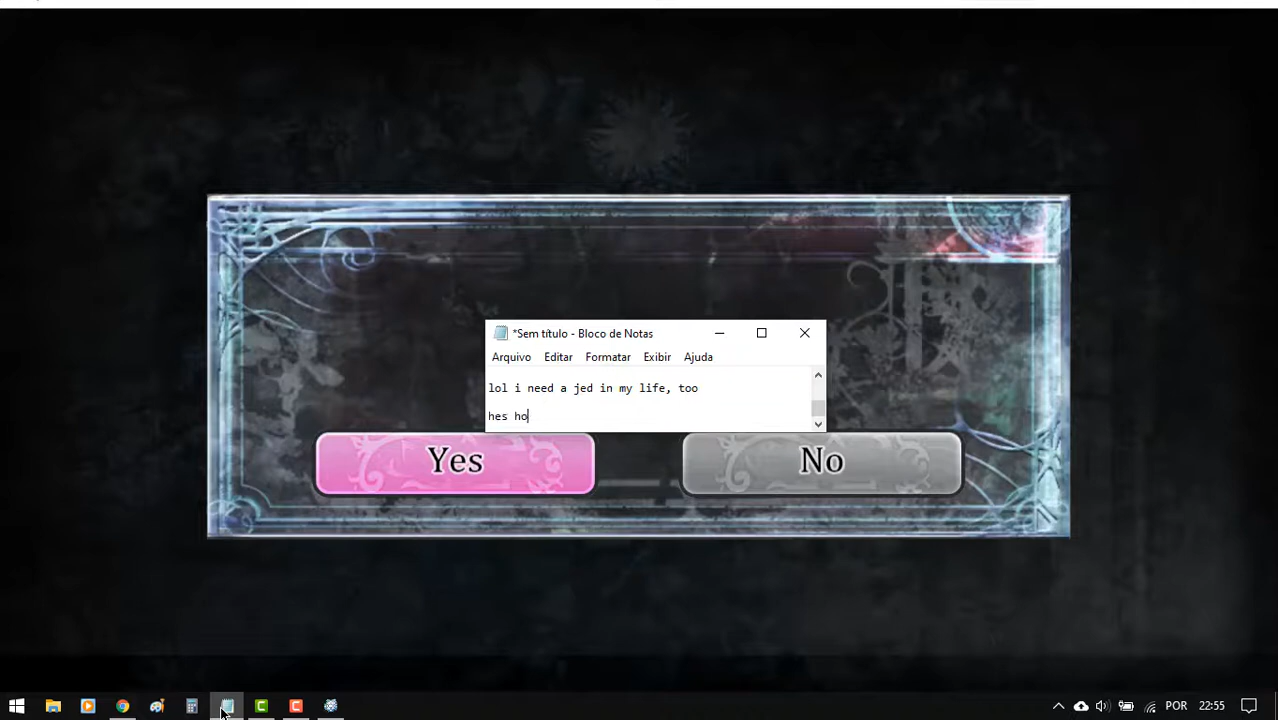 *Sem título - Bloco de Notas
Arquivo Editar Formatar Exibir Ajuda
lol i need a jed in my life, too
hes ho
Yes No
POR 22:55